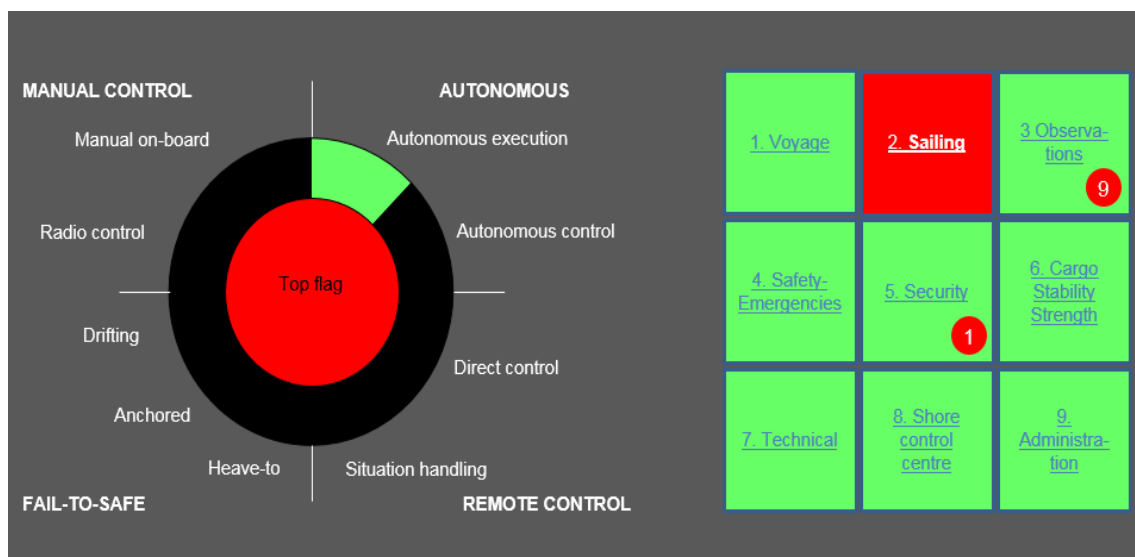 MANUAL CONTROL
AUTONOMOUS
Manual on-board
Autonomous execution
Radio control
Autonomous control
Top flag
Drifting
Direct control
Anchored
Heave-to
Situation handling
FAIL-TO-SAFE
REMOTE CONTROL
1. Voyage
2. Sailing
3 Observa-
tions
9
4. Safety-
Emergencies
5. Security
1
6. Cargo
Stability
Strength
7. Technical
8. Shore
control
centre
9.
Administra-
tion